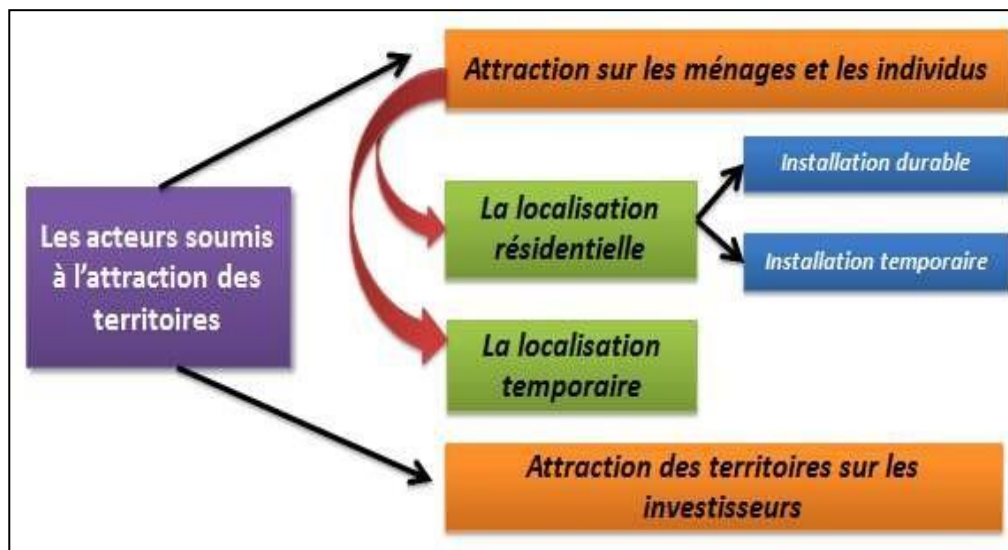 Attraction sur les ménages et les individus
Les acteurs soumis
à l'attraction des
territoires
La localisation
résidentielle
Installation durable
Installation temporaire
La localisation
temporaire
Attraction des territoires sur les
investisseurs